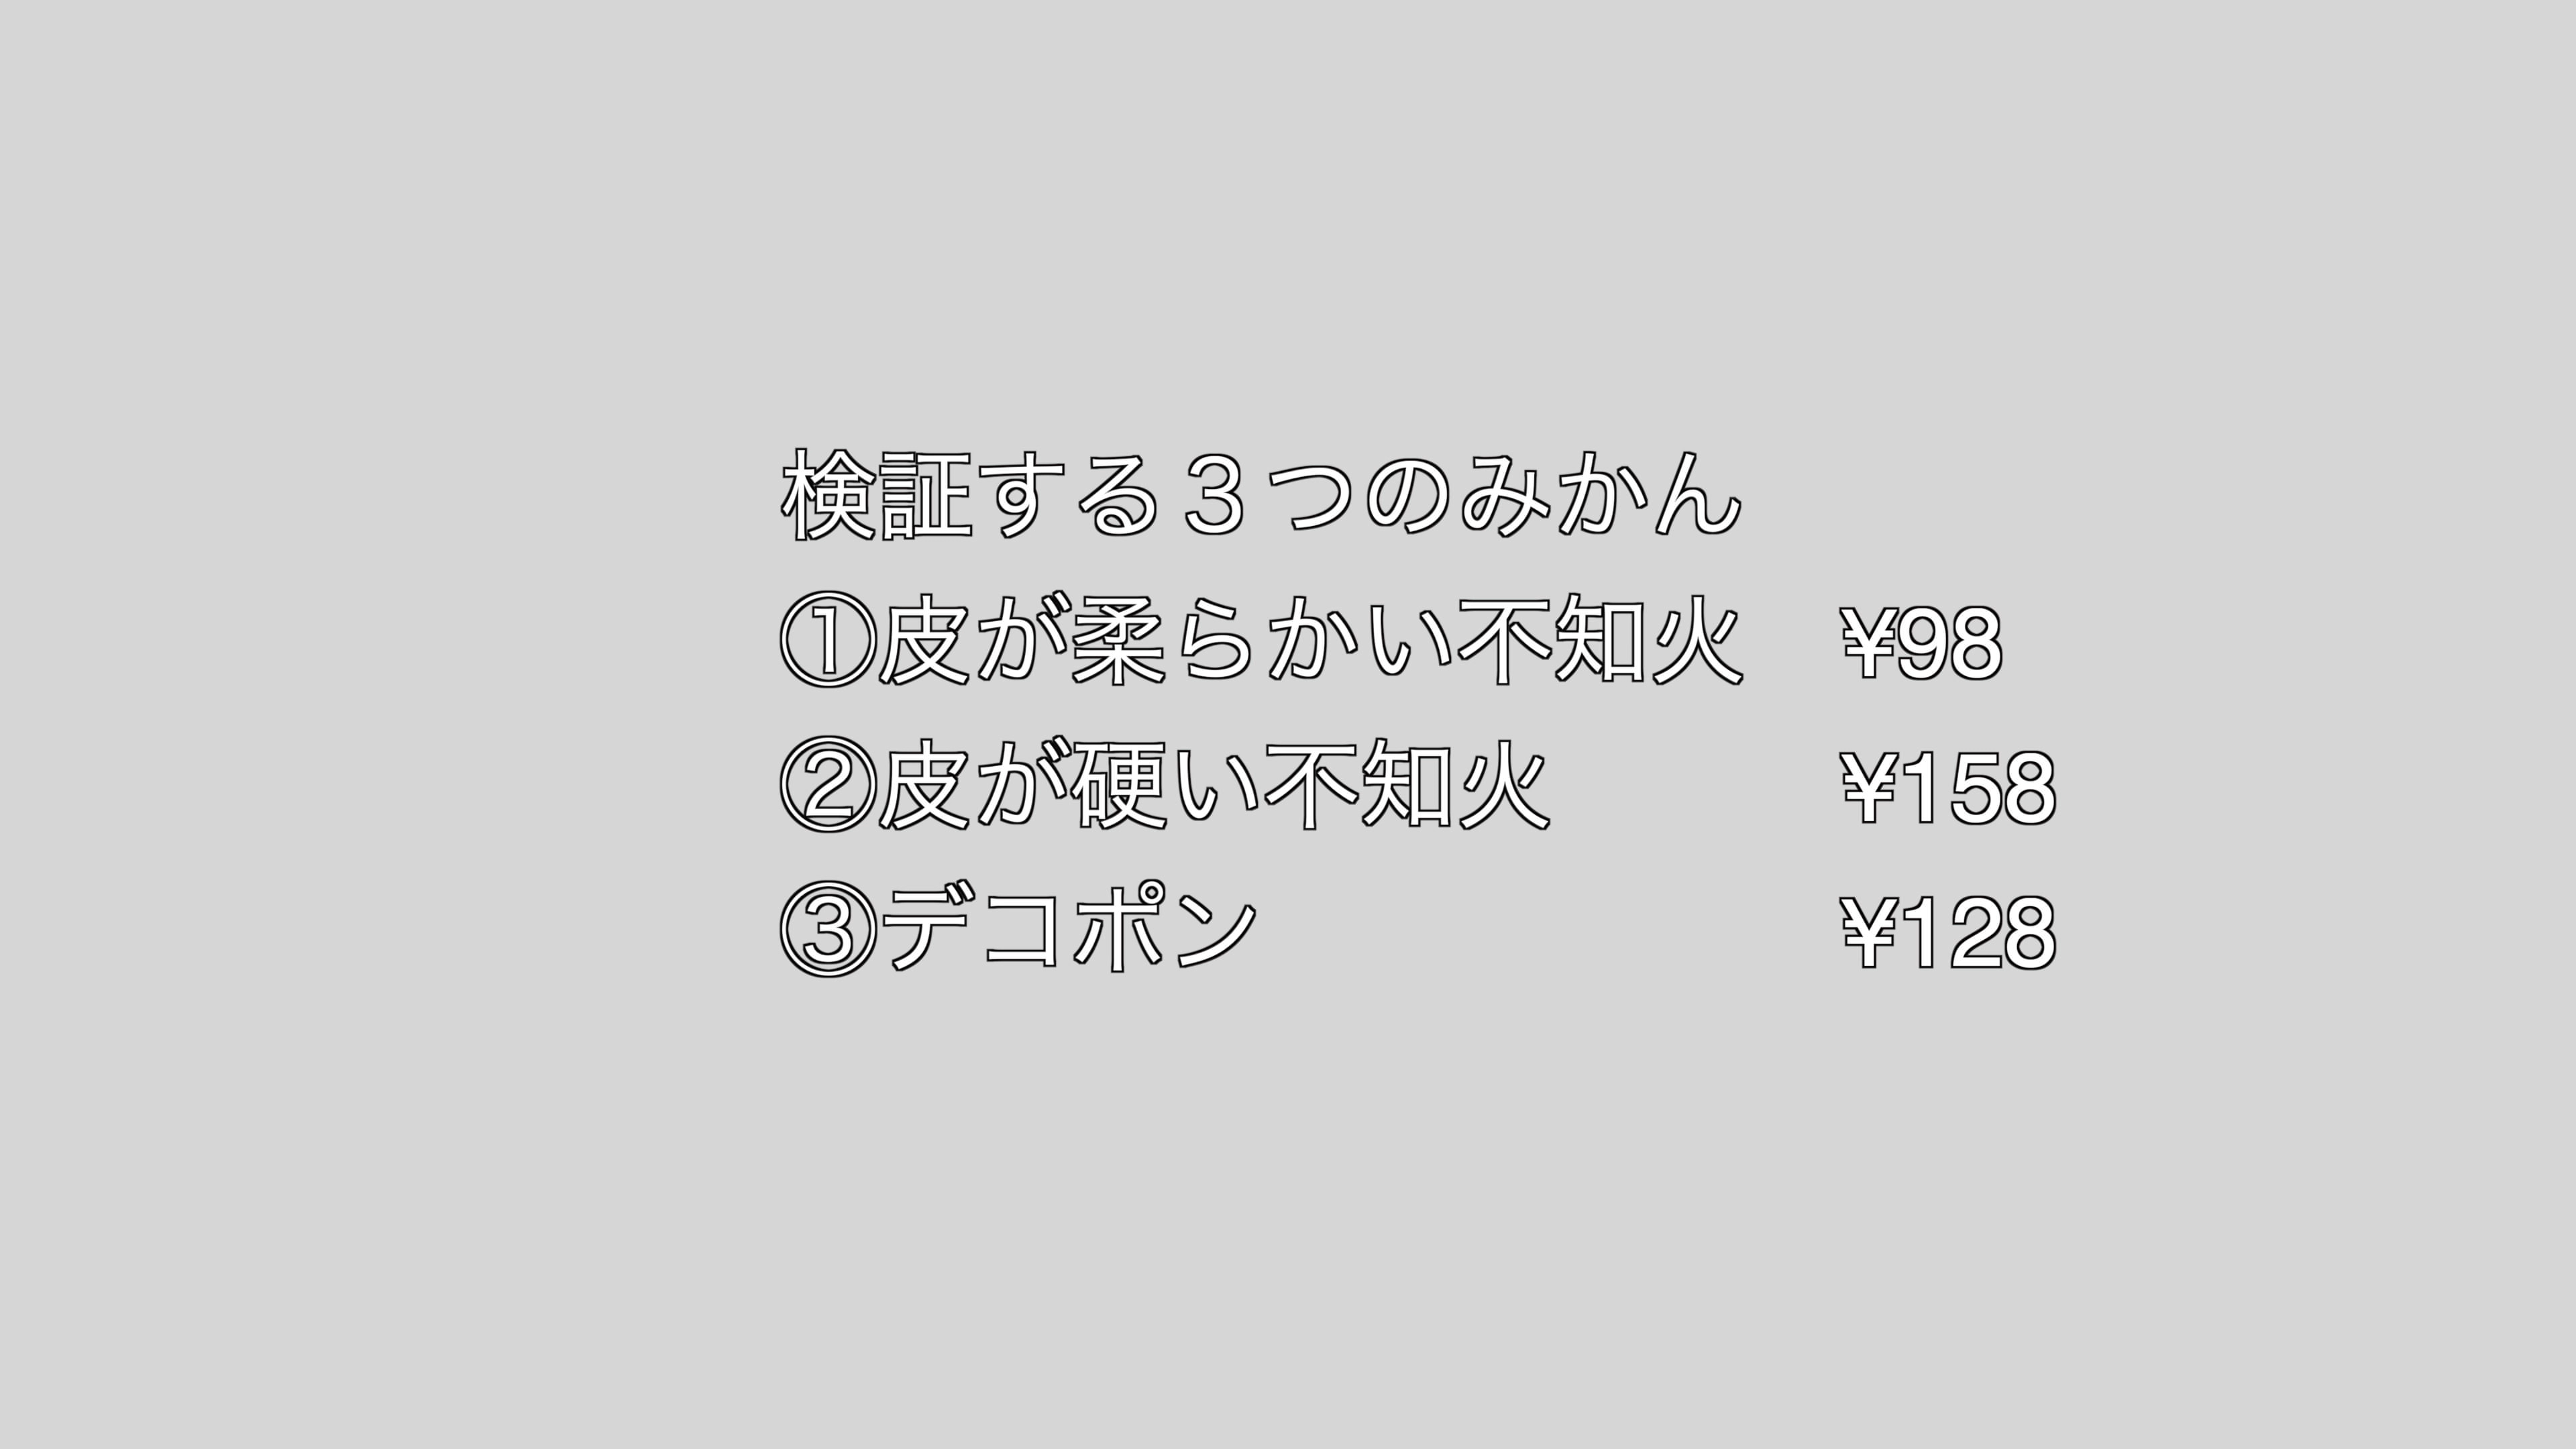 検証する３つのみかん
①皮が柔らかい不知火　¥98
②皮が硬い不知火　　　¥158
③デコポン　　　　　　¥128